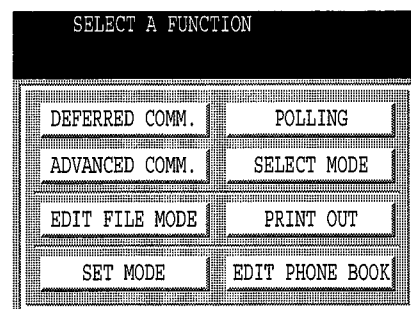 SELECT A FUNCTION
DEFERRED COMM. POLLING
ADVANCED COMM. SELECT MODE
EDIT FILE MODE PRINT OUT
SET MODE EDIT PHONE BOOK